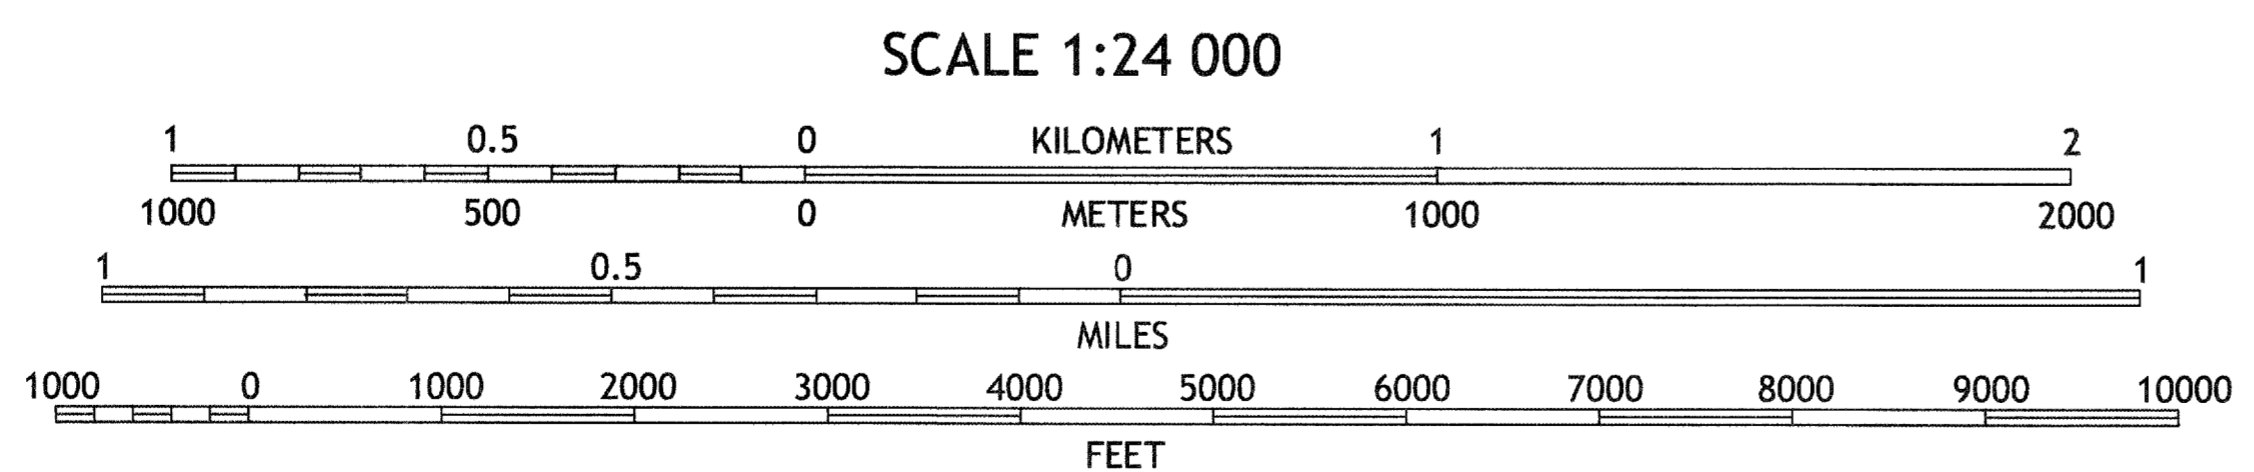 SCALE 1:24 000
1 0.5 0 KILOMETERS 1 2
1000 500 0 METERS 1000 2000
1 0.5 0 1
MILES
1000 0 1000 2000 3000 4000 5000 6000 7000 8000 9000 10000
FEET